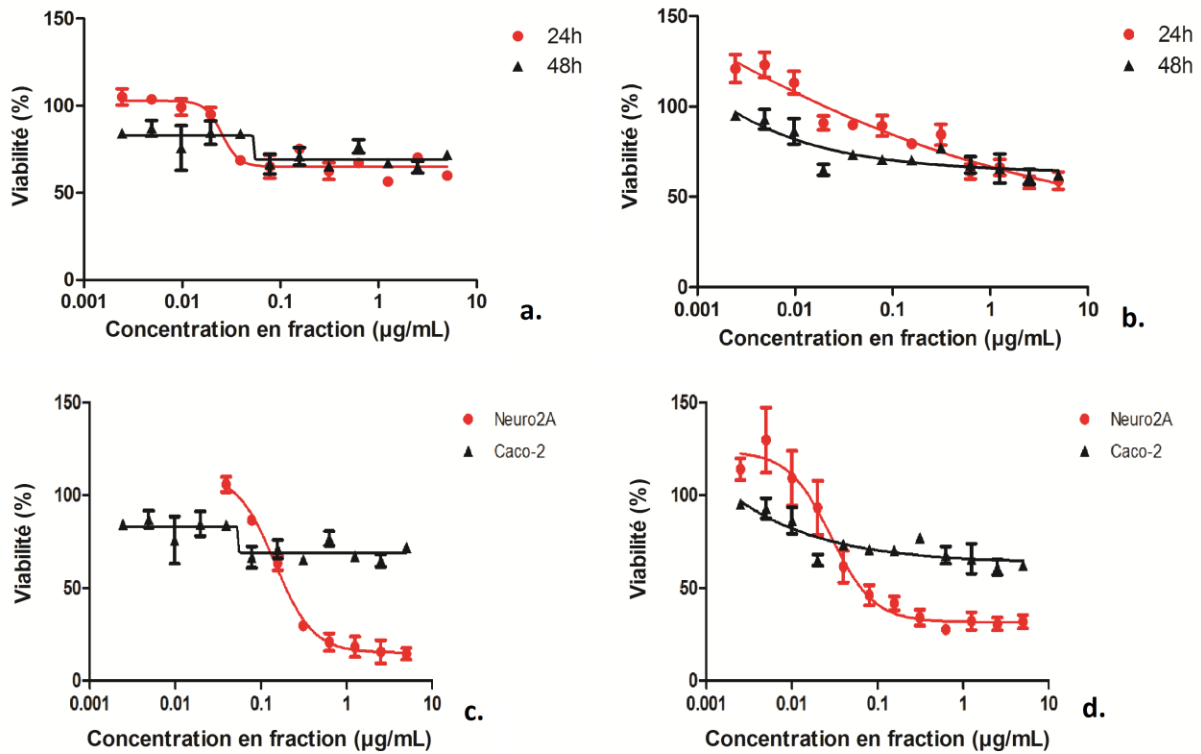 150
100
50
0
Viabilité (%)
0.001 0.01 0.1 1 10
Concentration en fraction (µg/mL)
24h
48h
a.
150
100
50
0
Viabilité (%)
0.001 0.01 0.1 1 10
Concentration en fraction (µg/mL)
24h
48h
b.
150
100
50
0
Viabilité (%)
0.001 0.01 0.1 1 10
Concentration en fraction (µg/mL)
Neuro2A
Caco-2
c.
150
100
50
0
Viabilité (%)
0.001 0.01 0.1 1 10
Concentration en fraction (µg/mL)
Neuro2A
Caco-2
d.